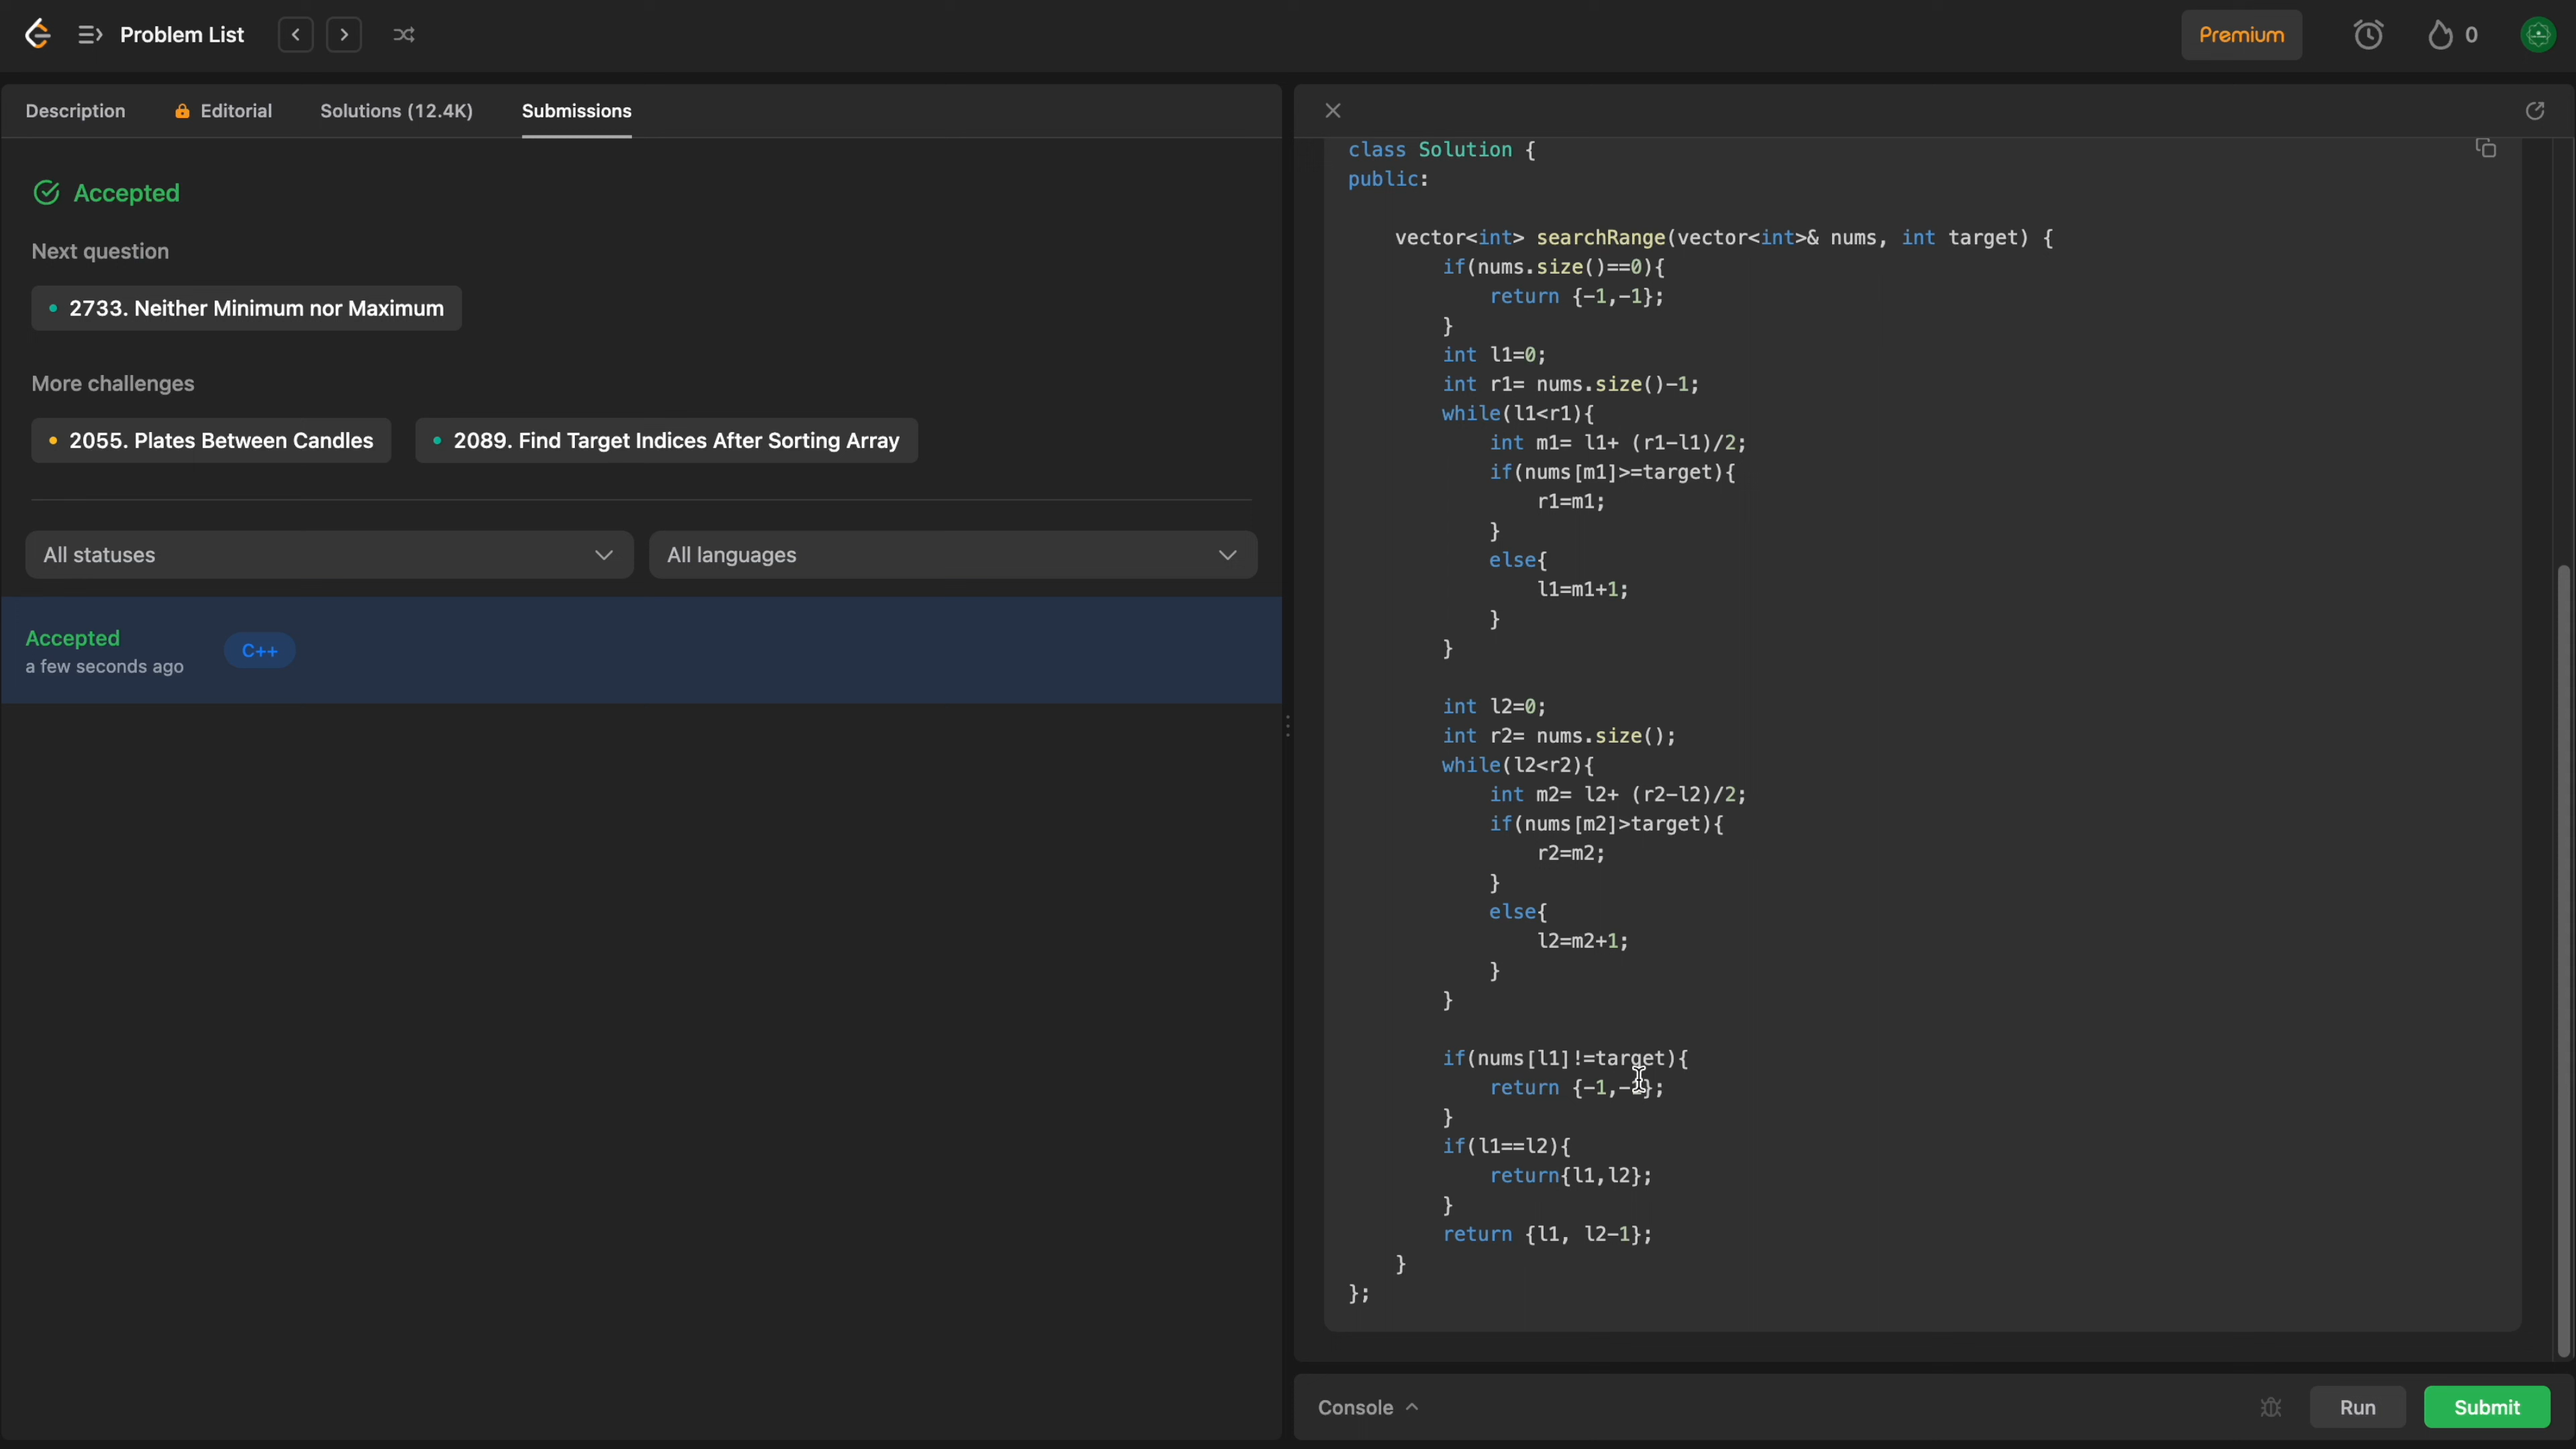 Problem List
Premium
0
Description
Editorial
Solutions (12.4K)
Submissions
Accepted
Next question
2733. Neither Minimum nor Maximum
More challenges
2055. Plates Between Candles
2089. Find Target Indices After Sorting Array
All statuses
All languages
Accepted
C++
a few seconds ago
class Solution {
public:
vector<int> searchRange(vector<int>& nums, int target) {
if(nums.size()==0){
return {-1,-1};
}
int l1=0;
int r1= nums.size()-1;
while(l1<r1){
int m1= l1+ (r1-l1)/2;
if(nums[m1]>=target){
r1=m1;
}
else{
l1=m1+1;
}
}
int l2=0;
int r2= nums.size();
while(l2<r2){
int m2= l2+ (r2-l2)/2;
if(nums[m2]>target){
r2=m2;
}
else{
l2=m2+1;
}
}
if(nums[l1]!=target){
return {-1,-1};
}
if(l1==l2){
return{l1,l2};
}
return {l1, l2-1};
}
};
Console
Run
Submit